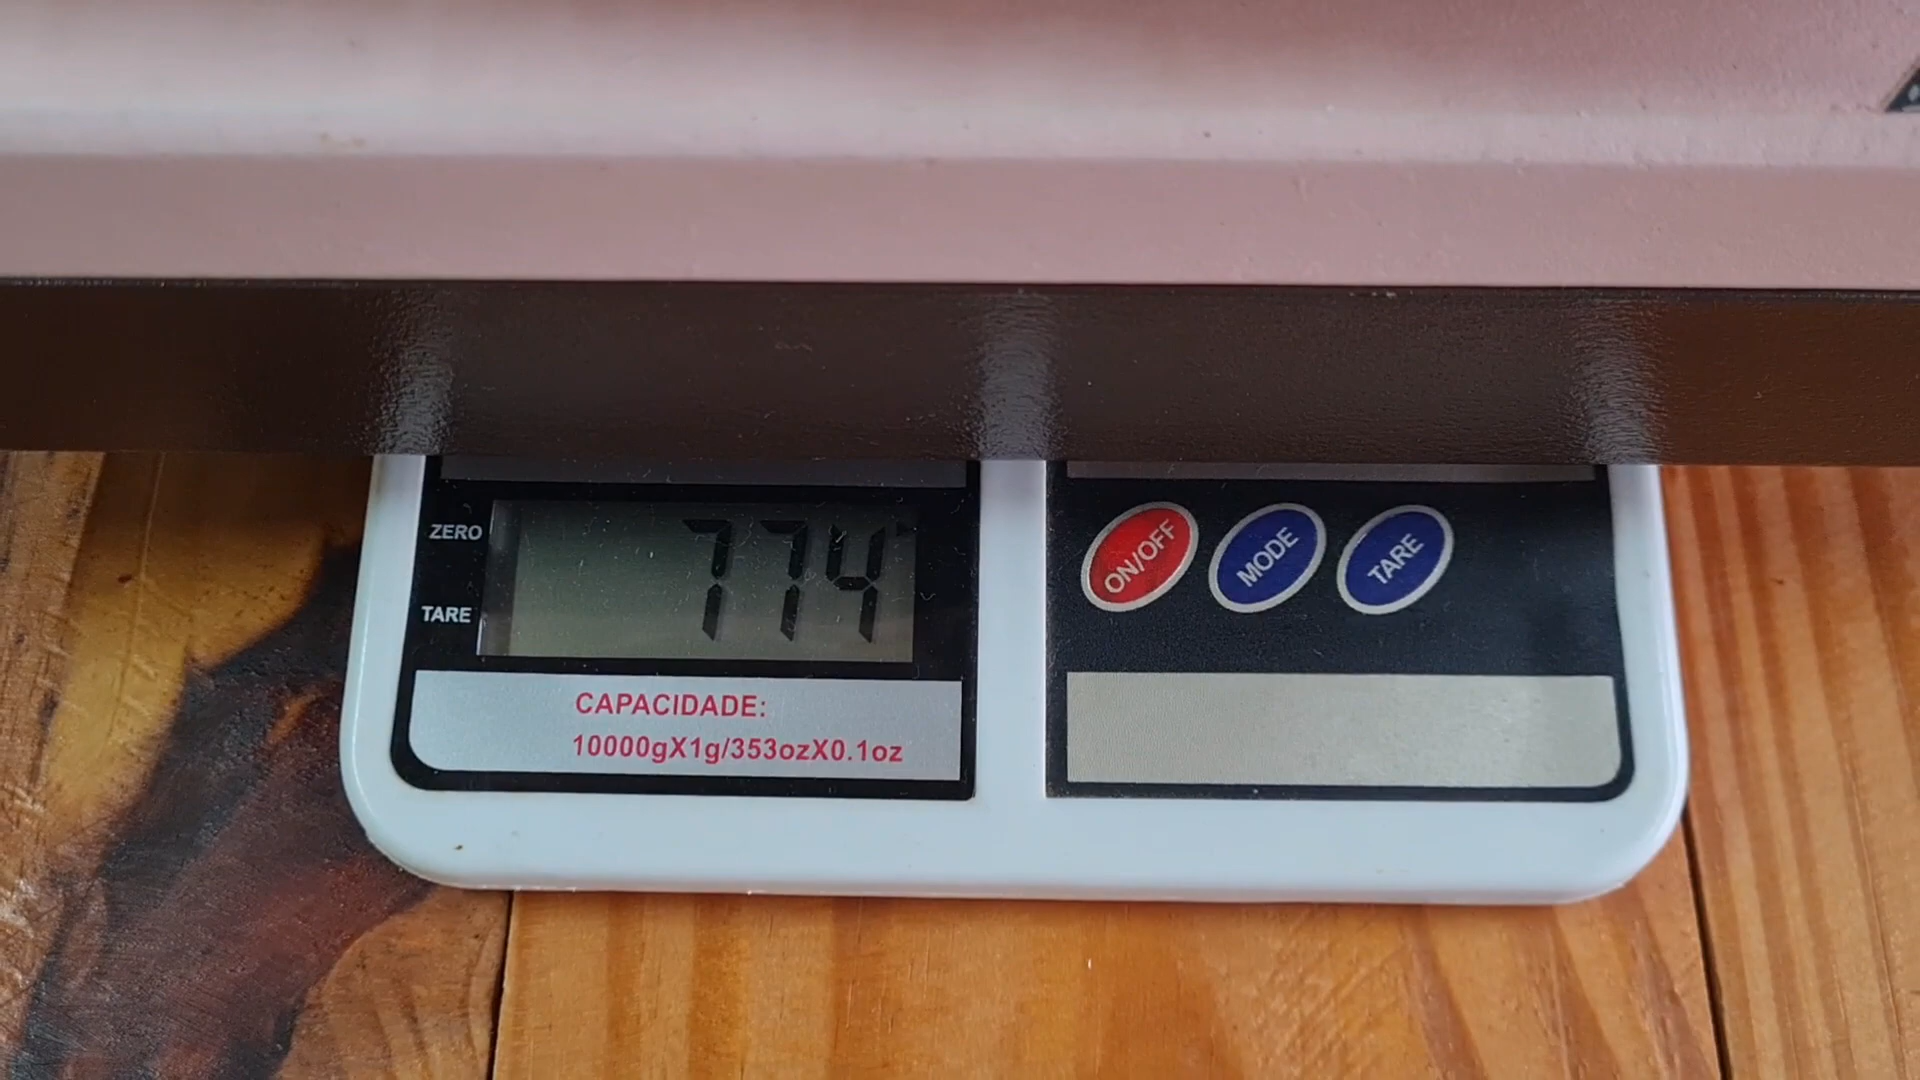 ZERO
774
TARE
ON/OFF
MODE
TARE
CAPACIDADE:
10000gX1g/353ozX0.1oz